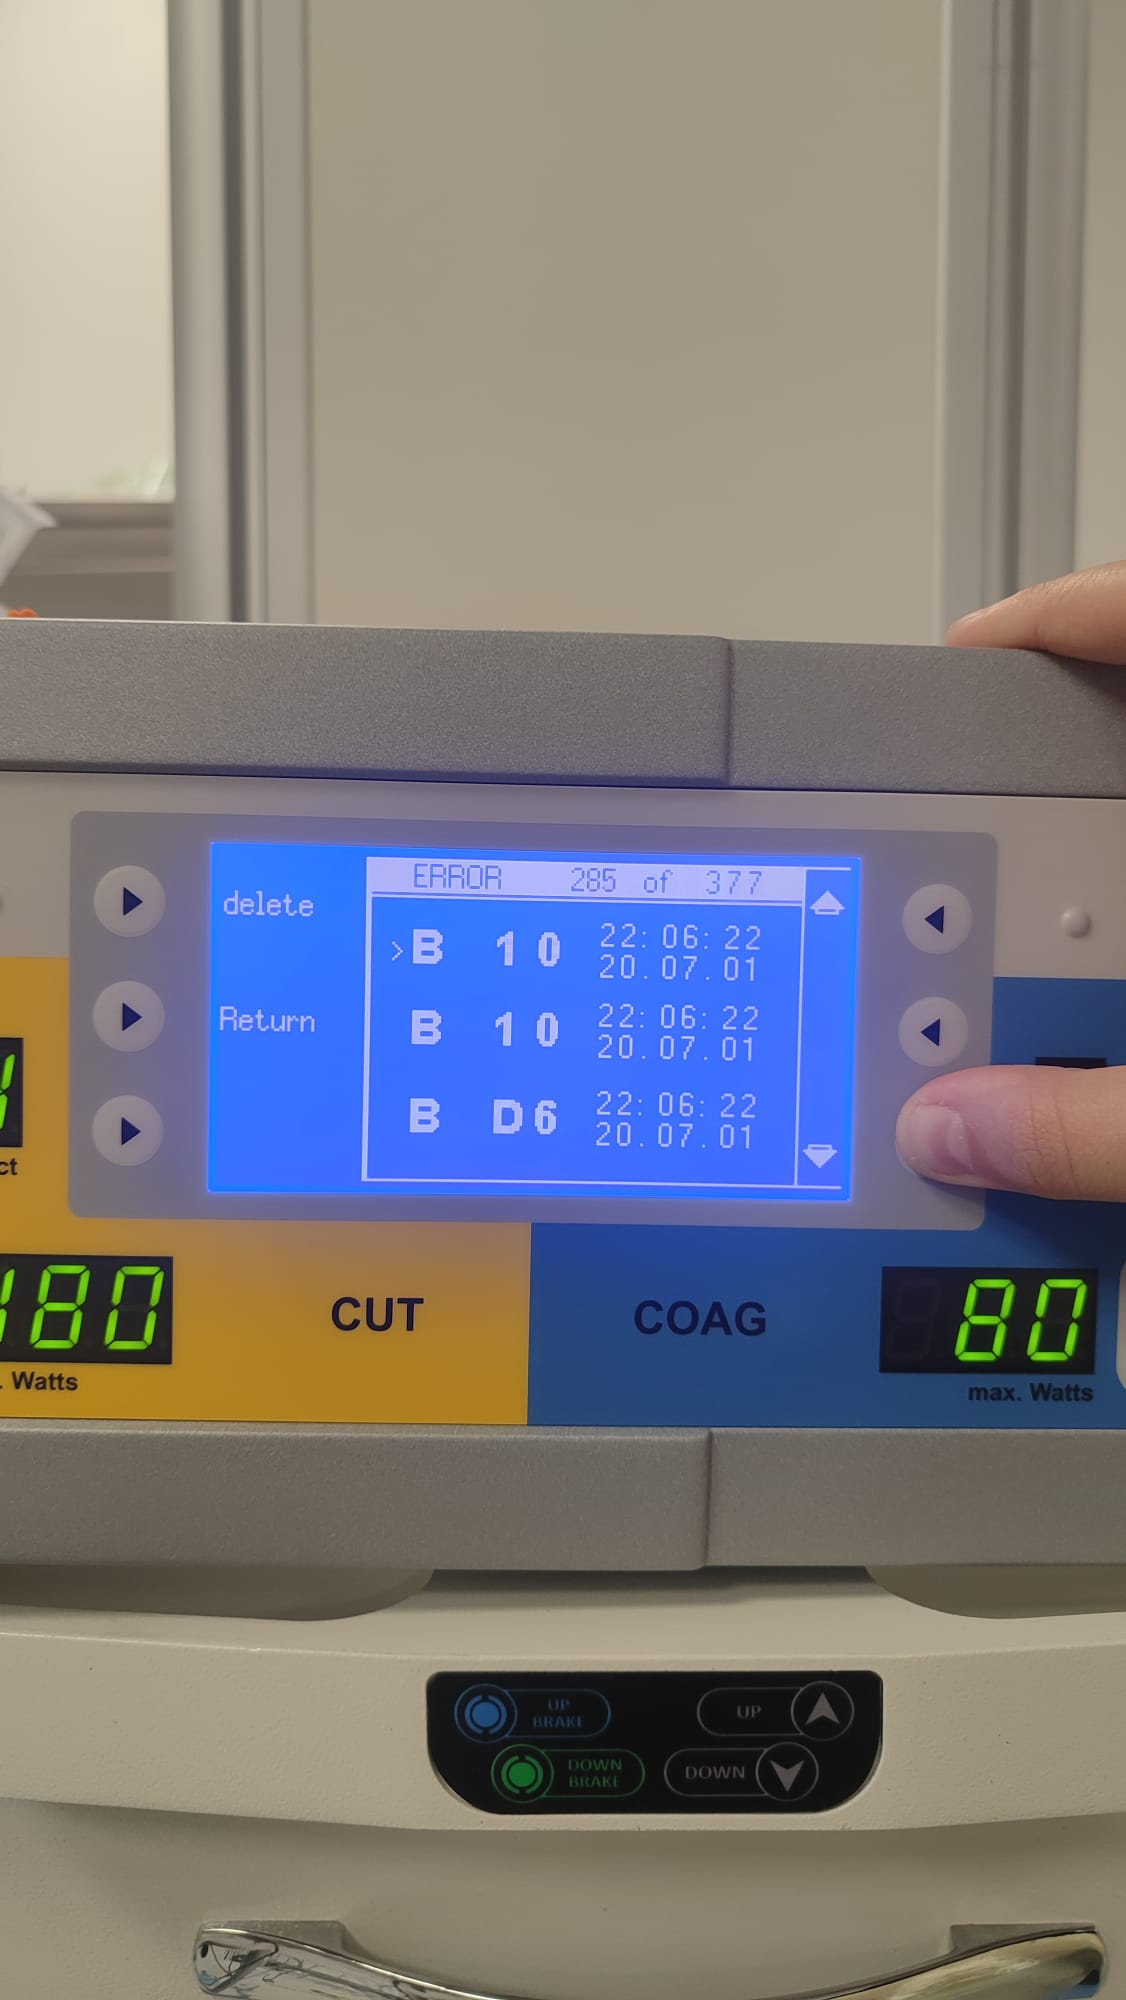 ERROR 285 of 377
delete
>B 10 22:06:22
20.07.01
Return
B 10 22:06:22
20.07.01
B D6 22:06:22
20.07.01
ct
80
CUT
COAG
80
. Watts
max. Watts
UP
BRAKE
UP
DOWN
BRAKE
DOWN